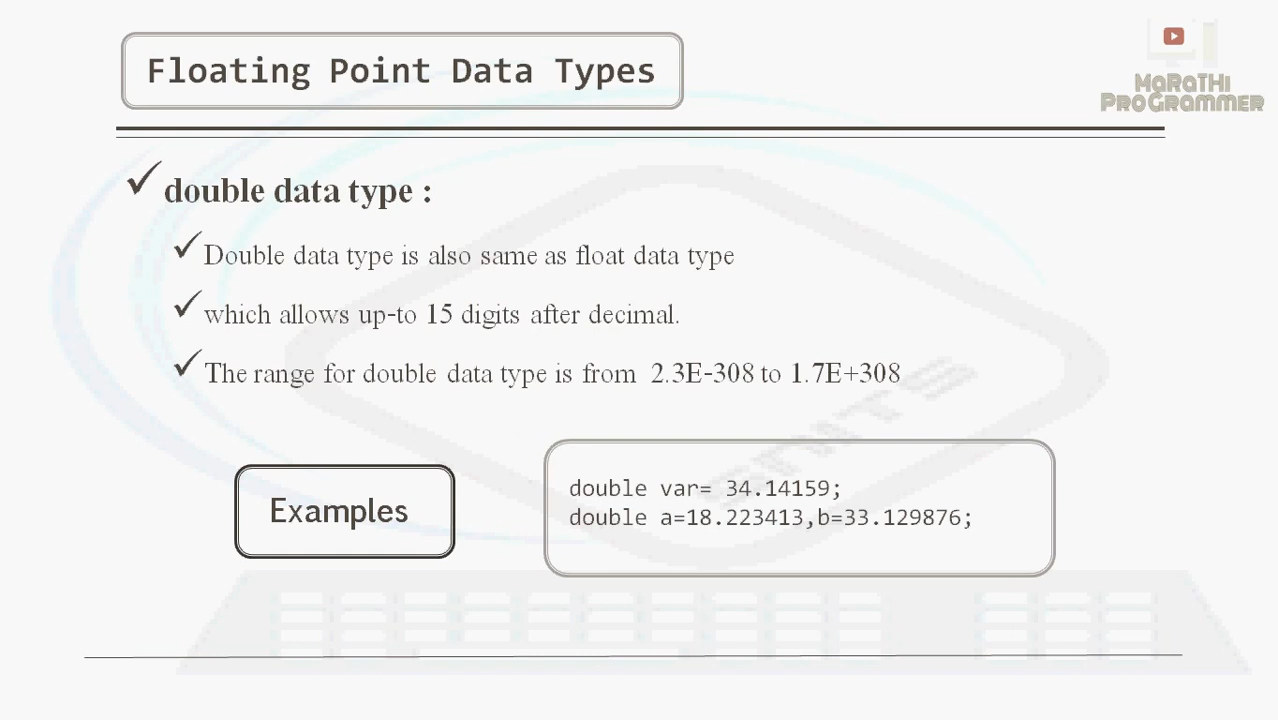 Floating Point Data Types
MaRaTHi
ProGrammer
double data type :
Double data type is also same as float data type
which allows up-to 15 digits after decimal.
The range for double data type is from 2.3E-308 to 1.7E+308
Examples
double var= 34.14159;
double a=18.223413,b=33.129876;